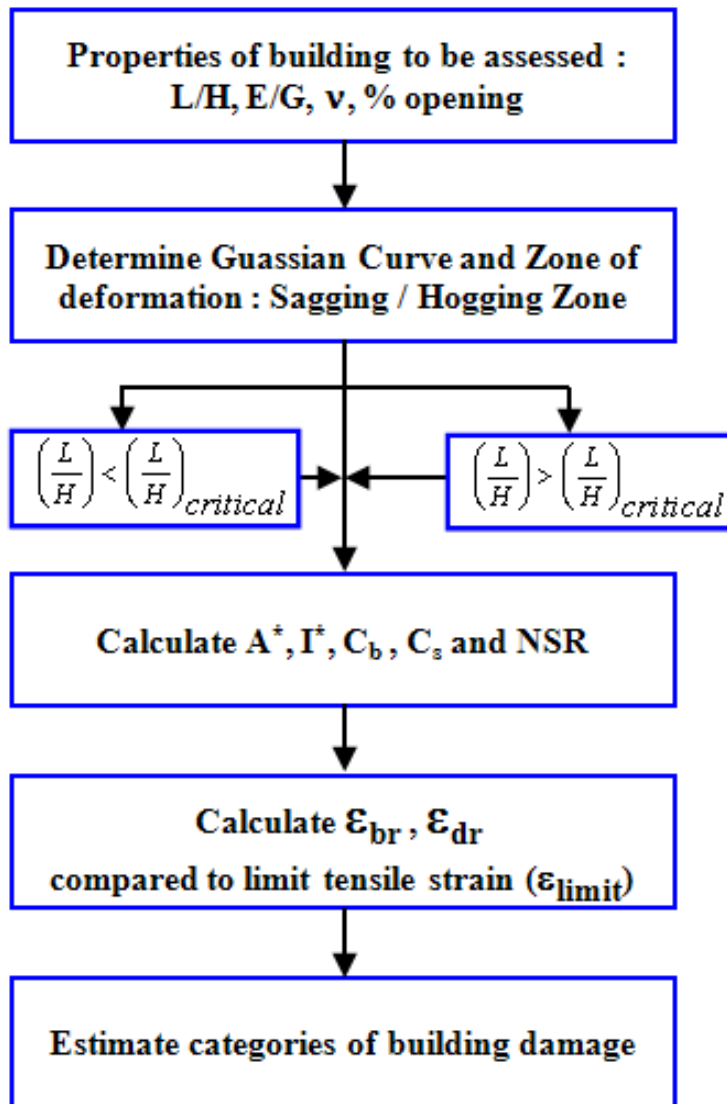 Properties of building to be assessed :
L/H, E/G, ν, % opening
Determine Guassian Curve and Zone of
deformation : Sagging / Hogging Zone
(L/H) < (L/H)critical
(L/H) > (L/H)critical
Calculate A*, I*, Cb , Cs and NSR
Calculate εbr , εdr
compared to limit tensile strain (εlimit)
Estimate categories of building damage